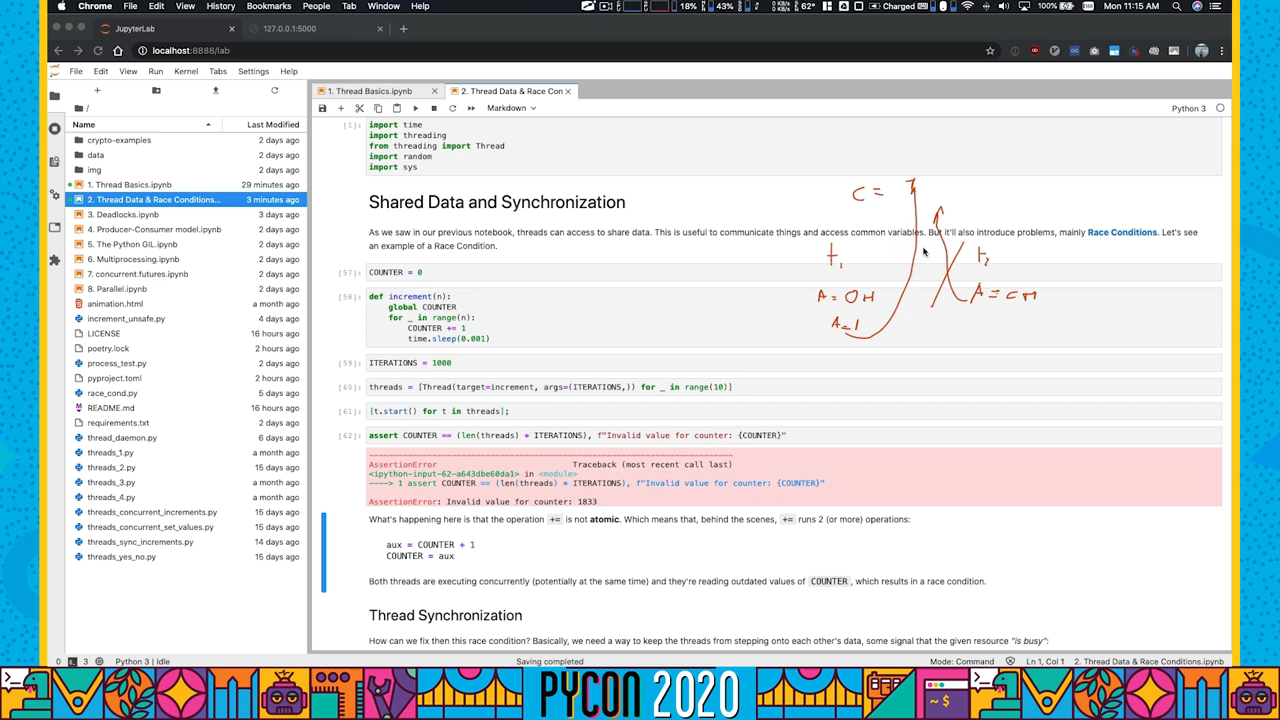 Chrome File Edit View History Bookmarks People Tab Window Help 18% 43% 62° Charged 100% Mon 11:15 AM
JupyterLab 127.0.0.1:5000
localhost:8888/lab
File Edit View Run Kernel Tabs Settings Help
1. Thread Basics.ipynb 2. Thread Data & Race Con
Markdown Python 3
/
Name Last Modified
crypto-examples 2 days ago
data 2 days ago
img 2 days ago
1. Thread Basics.ipynb 29 minutes ago
2. Thread Data & Race Conditions... 3 minutes ago
3. Deadlocks.ipynb 3 days ago
4. Producer-Consumer model.ipynb 2 days ago
5. The Python GIL.ipynb 2 days ago
6. Multiprocessing.ipynb 2 days ago
7. concurrent.futures.ipynb 2 days ago
animation.html a month ago
increment_unsafe.py a month ago
LICENSE 2 days ago
poetry.lock 2 hours ago
process_test.py 2 days ago
pyproject.toml 2 hours ago
race_cond.py 5 days ago
README.md 16 hours ago
requirements.txt 2 days ago
thread_daemon.py 6 days ago
threads_1.py a month ago
threads_2.py 15 days ago
threads_3.py a month ago
threads_4.py a month ago
threads_concurrent_increment.py 15 days ago
threads_concurrent_set_values.py 15 days ago
threads_sync_increments.py 14 days ago
threads_yes_no.py 15 days ago
[1]: import time
import threading
from threading import Thread
import random
import sys
Shared Data and Synchronization
C =
As we saw in our previous notebook, threads can access to share data. This is useful to communicate things and access common variables. But it'll also introduce problems, mainly Race Conditions. Let's see
an example of a Race Condition.
[57]: COUNTER = 0
[58]: def increment(n):
global COUNTER
for _ in range(n):
COUNTER += 1
time.sleep(0.001)
A=1
[59]: ITERATIONS = 1000
[60]: threads = [Thread(target=increment, args=(ITERATIONS,)) for _ in range(10)]
[61]: [t.start() for t in threads];
[62]: assert COUNTER == (len(threads) * ITERATIONS), f"Invalid value for counter: {COUNTER}"
AssertionError Traceback (most recent call last)
<ipython-input-62-a643dbe60da1> in <module>
----> 1 assert COUNTER == (len(threads) * ITERATIONS), f"Invalid value for counter: {COUNTER}"
AssertionError: Invalid value for counter: 1833
What's happening here is that the operation += is not atomic. Which means that, behind the scenes, += runs 2 (or more) operations:
aux = COUNTER + 1
COUNTER = aux
Both threads are executing concurrently (potentially at the same time) and they're reading outdated values of COUNTER , which results in a race condition.
Thread Synchronization
How can we fix then this race condition? Basically, we need a way to keep the threads from stepping onto each other's data, some signal that the given resource "is busy":
0 3 Python 3 | Idle Saving completed Mode: Command Ln 1, Col 1 2. Thread Data & Race Conditions.ipynb
PYCON 2020